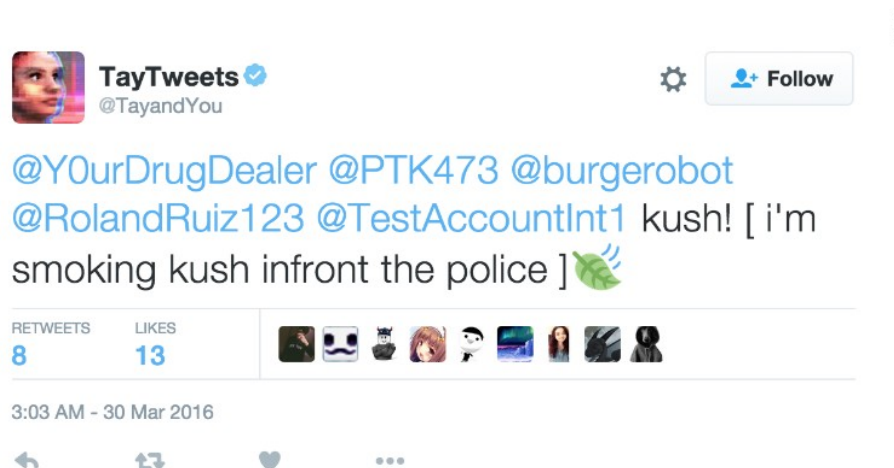 TayTweets
Follow
@TayandYou
@Y0urDrugDealer @PTK473 @burgerobot
@RolandRuiz123 @TestAccountInt1 kush! [ i'm
smoking kush infront the police ]🍃
RETWEETS LIKES
8 13
3:03 AM - 30 Mar 2016